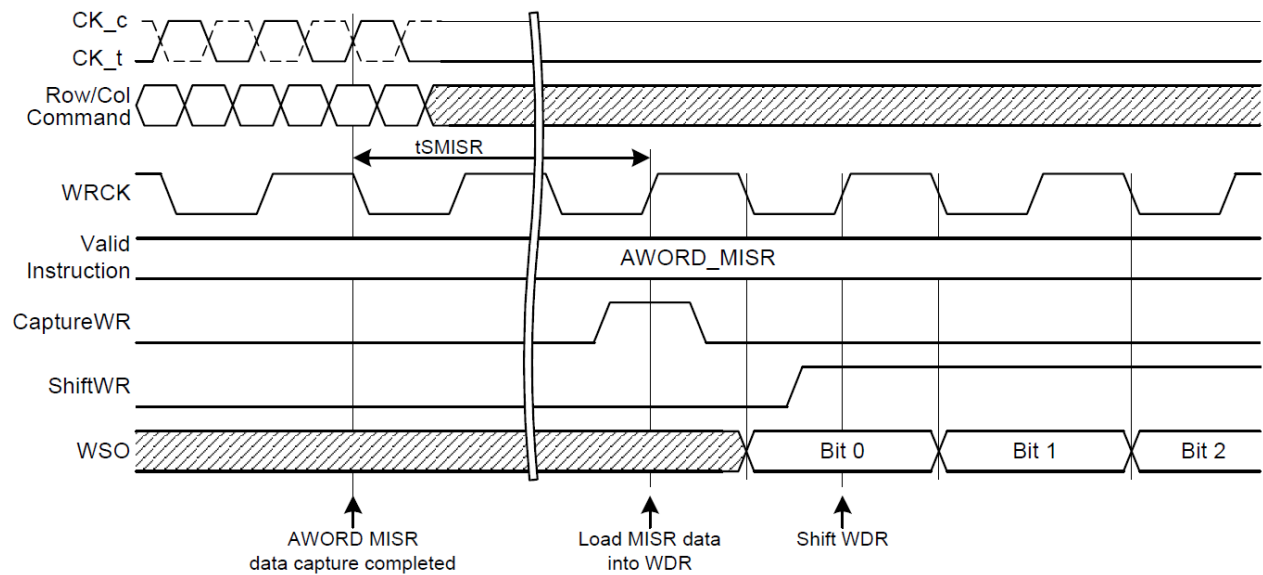 CK_c
CK_t
Row/Col
Command
tSMISR
WRCK
Valid
Instruction
AWORD_MISR
CaptureWR
ShiftWR
WSO
Bit 0
Bit 1
Bit 2
AWORD MISR
data capture completed
Load MISR data
into WDR
Shift WDR